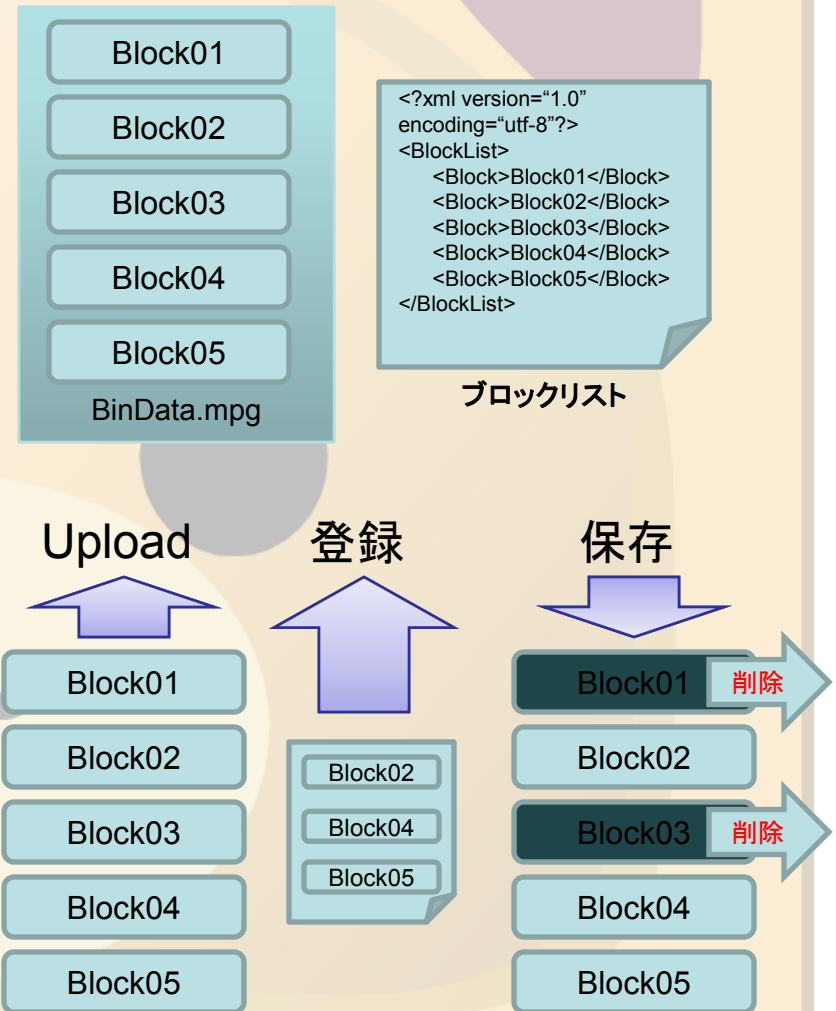 Block01
Block02
Block03
Block04
Block05
BinData.mpg
<?xml version=“1.0”
encoding=“utf-8”?>
<BlockList>
<Block>Block01</Block>
<Block>Block02</Block>
<Block>Block03</Block>
<Block>Block04</Block>
<Block>Block05</Block>
</BlockList>
ブロックリスト
Upload
Block01
Block02
Block03
Block04
Block05
登録
Block02
Block04
Block05
保存
Block01
削除
Block02
Block03
削除
Block04
Block05